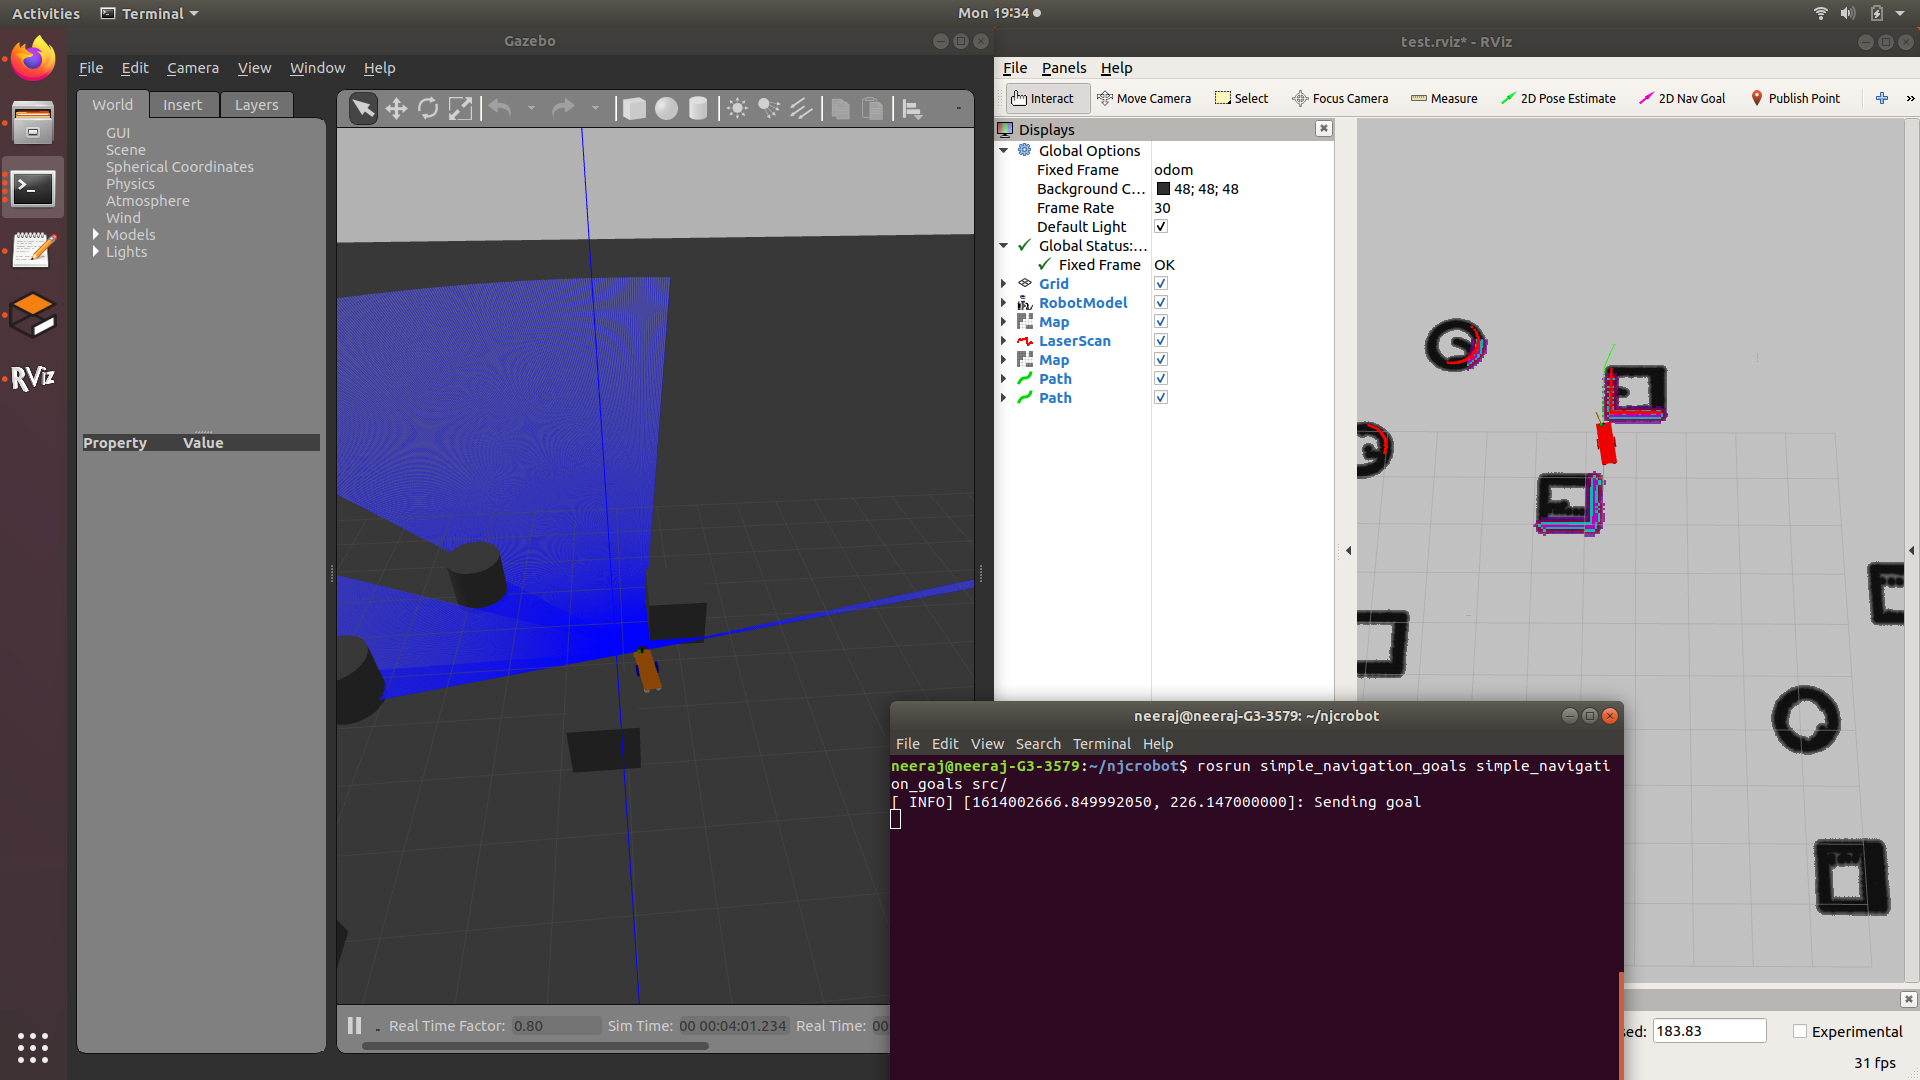 Activities Terminal Mon 19:34
Gazebo
File Edit Camera View Window Help
World Insert Layers
GUI
Scene
Spherical Coordinates
Physics
Atmosphere
Wind
Models
Lights
Property Value
Real Time Factor: 0.80 Sim Time: 00 00:04:01.234 Real Time: 00
RViz
test.rviz* - RViz
File Panels Help
Interact Move Camera Select Focus Camera Measure 2D Pose Estimate 2D Nav Goal Publish Point
Displays
Global Options
Fixed Frame odom
Background C... 48; 48; 48
Frame Rate 30
Default Light
Global Status:...
Fixed Frame OK
Grid
RobotModel
Map
LaserScan
Map
Path
Path
neeraj@neeraj-G3-3579: ~/njcrobot
File Edit View Search Terminal Help
neeraj@neeraj-G3-3579:~/njcrobot$ rosrun simple_navigation_goals simple_navigati
on_goals src/
[ INFO] [1614002666.849992050, 226.147000000]: Sending goal
sed: 183.83 Experimental
31 fps